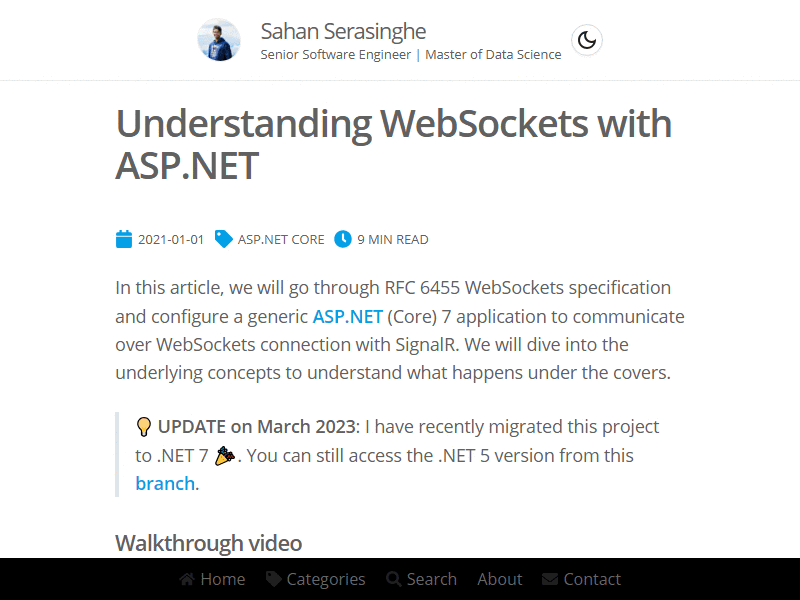 Sahan Serasinghe
Senior Software Engineer | Master of Data Science
Understanding WebSockets with
ASP.NET
2021-01-01 ASP.NET CORE 9 MIN READ
In this article, we will go through RFC 6455 WebSockets specification
and configure a generic ASP.NET (Core) 7 application to communicate
over WebSockets connection with SignalR. We will dive into the
underlying concepts to understand what happens under the covers.
💡 UPDATE on March 2023: I have recently migrated this project
to .NET 7 🎉. You can still access the .NET 5 version from this
branch.
Walkthrough video
Home Categories Search About Contact